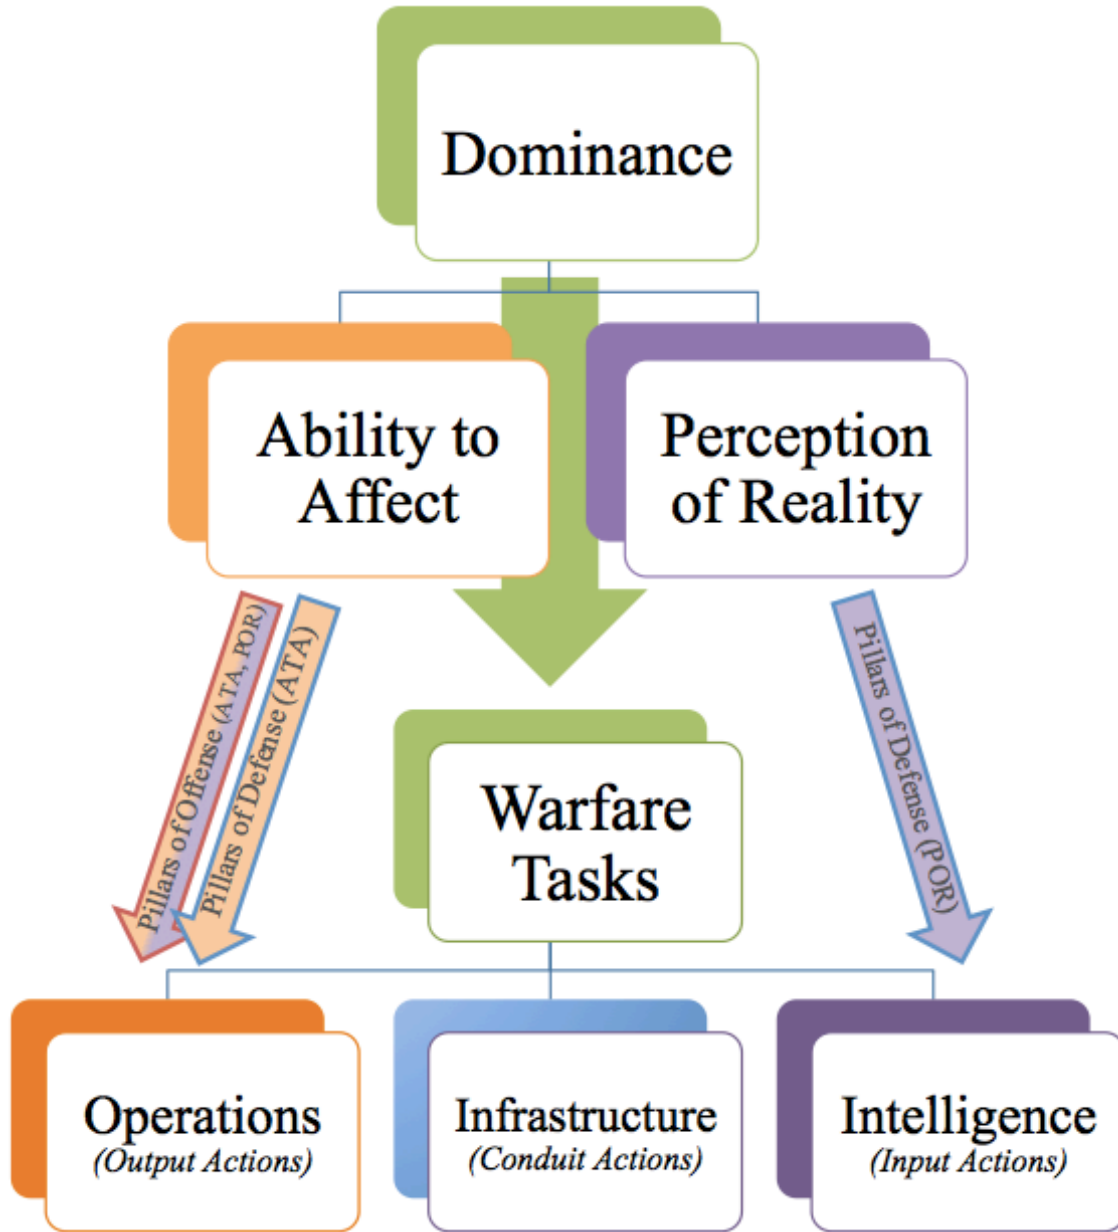 Dominance
Ability to
Affect
Perception
of Reality
Pillars of Offense (ATA, POR)
Pillars of Defense (ATA)
Pillars of Defense (POR)
Warfare
Tasks
Operations
(Output Actions)
Infrastructure
(Conduit Actions)
Intelligence
(Input Actions)